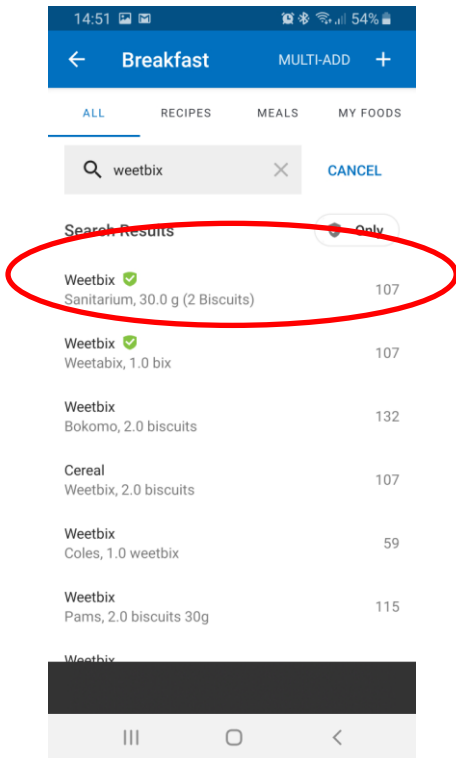 14:51 54%
Breakfast MULTI-ADD +
ALL RECIPES MEALS MY FOODS
weetbix CANCEL
Search Results Only
Weetbix
Sanitarium, 30.0 g (2 Biscuits) 107
Weetbix
Weetabix, 1.0 bix 107
Weetbix
Bokomo, 2.0 biscuits 132
Cereal
Weetbix, 2.0 biscuits 107
Weetbix
Coles, 1.0 weetbix 59
Weetbix
Pams, 2.0 biscuits 30g 115
Weetbix